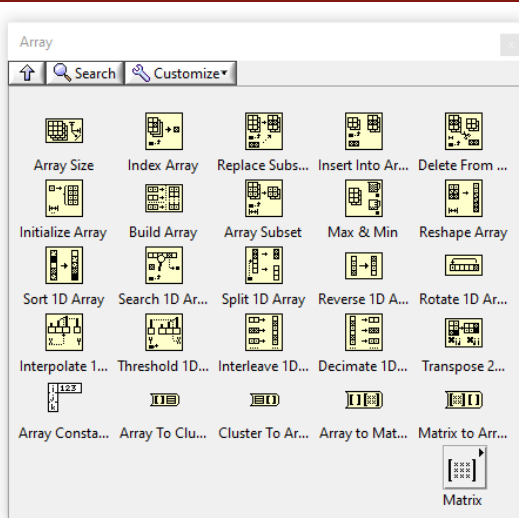 Array
Search Customize
Array Size Index Array Replace Subs... Insert Into Ar... Delete From ...
Initialize Array Build Array Array Subset Max & Min Reshape Array
Sort 1D Array Search 1D Ar... Split 1D Array Reverse 1D A... Rotate 1D Ar...
Interpolate 1... Threshold 1D... Interleave 1D... Decimate 1D... Transpose 2...
i 123
j
k
Array Consta... Array To Clu... Cluster To Ar... Array to Mat... Matrix to Arr...
Matrix